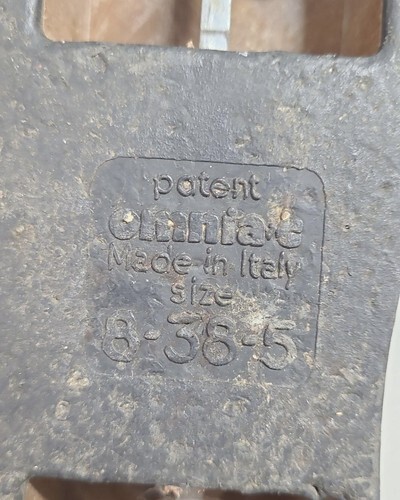 patent
omnia·e
Made in Italy
size
8-38-5